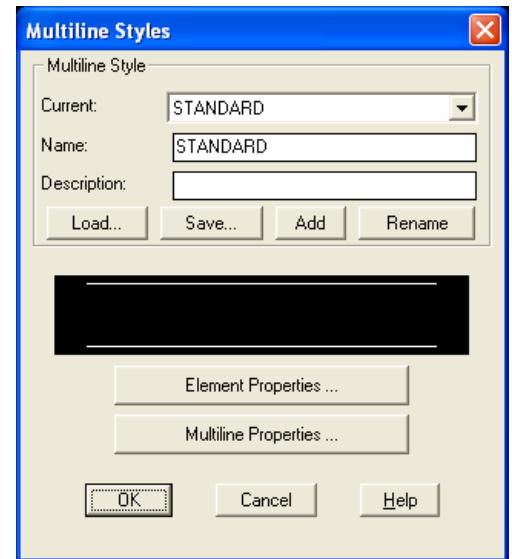 Multiline Styles
Multiline Style
Current: STANDARD
Name: STANDARD
Description:
Load... Save... Add Rename
Element Properties ...
Multiline Properties ...
OK Cancel Help